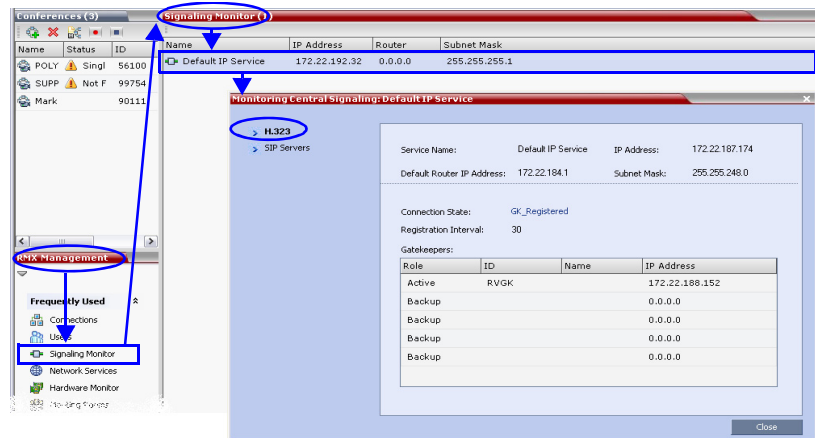 Conferences (3)
Name Status ID
POLY Singl 56100
SUPP Not F 99754
Mark 90111
RMX Management
Frequently Used
Connections
Users
Signaling Monitor
Network Services
Hardware Monitor
Signaling Monitor (1)
Name IP Address Router Subnet Mask
Default IP Service 172.22.192.32 0.0.0.0 255.255.255.1
Monitoring Central Signaling: Default IP Service
H.323
SIP Servers
Service Name: Default IP Service IP Address: 172.22.187.174
Default Router IP Address: 172.22.184.1 Subnet Mask: 255.255.248.0
Connection State: GK_Registered
Registration Interval: 30
Gatekeepers:
Role ID Name IP Address
Active RVGK 172.22.188.152
Backup 0.0.0.0
Backup 0.0.0.0
Backup 0.0.0.0
Backup 0.0.0.0
Close